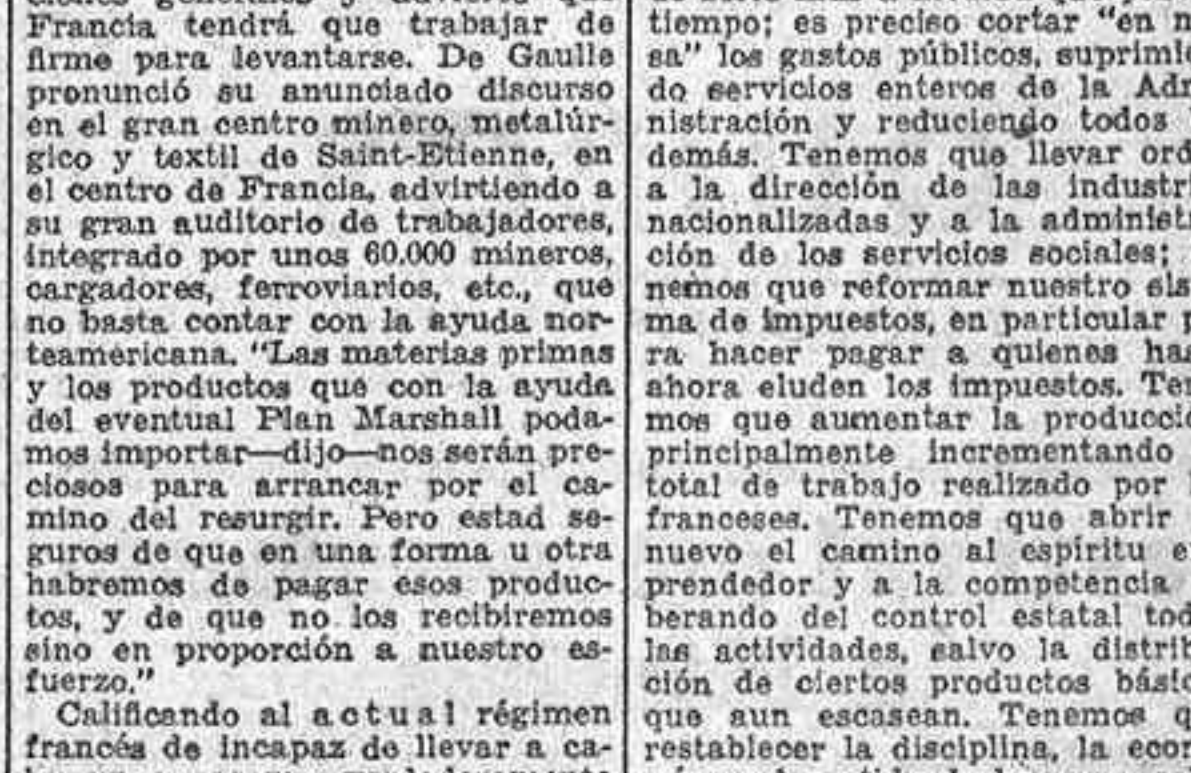 Francia tendrá que trabajar de
firme para levantarse. De Gaulle
pronunció su anunciado discurso
en el gran centro minero, metalúr-
gico y textil de Saint-Etienne, en
el centro de Francia, advirtiendo a
su gran auditorio de trabajadores,
integrado por unos 60.000 mineros,
cargadores, ferroviarios, etc., que
no basta contar con la ayuda nor-
teamericana. "Las materias primas
y los productos que con la ayuda
del eventual Plan Marshall poda-
mos importar—dijo—nos serán pre-
ciosos para arrancar por el ca-
mino del resurgir. Pero estad se-
guros de que en una forma u otra
habremos de pagar esos produc-
tos, y de que no los recibiremos
sino en proporción a nuestro es-
fuerzo."
Calificando al actual régimen
francés de incapaz de llevar a ca-
tiempo; es preciso cortar "en
sa" los gastos públicos, suprimie
do servicios enteros de la Adm
nistración y reduciendo todos
demás. Tenemos que llevar ord
a la dirección de las industri
nacionalizadas y a la administr
ción de los servicios sociales;
nemos que reformar nuestro sis
ma de impuestos, en particular p
ra hacer pagar a quienes has
ahora eluden los impuestos. Ten
mos que aumentar la producció
principalmente incrementando
total de trabajo realizado por
franceses. Tenemos que abrir
nuevo el camino al espíritu e
prendedor y a la competencia
berando del control estatal tod
las actividades, salvo la distrib
ción de ciertos productos básic
que aun escasean. Tenemos q
restablecer la disciplina, la econ